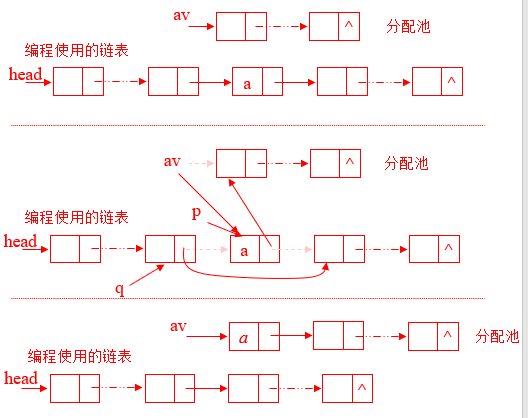 av ^ 分配池
编程使用的链表
head a ^
av ^ 分配池
p
编程使用的链表
head a ^
q
av a ^ 分配池
编程使用的链表
head ^